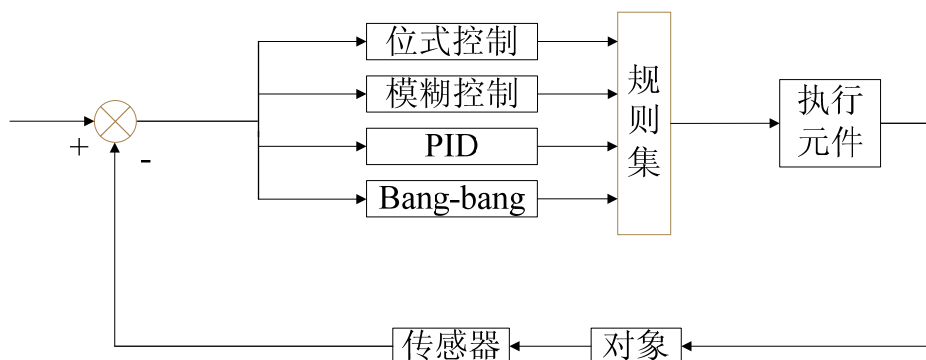 位式控制
模糊控制
PID
Bang-bang
规则集
执行
元件
+
-
传感器
对象